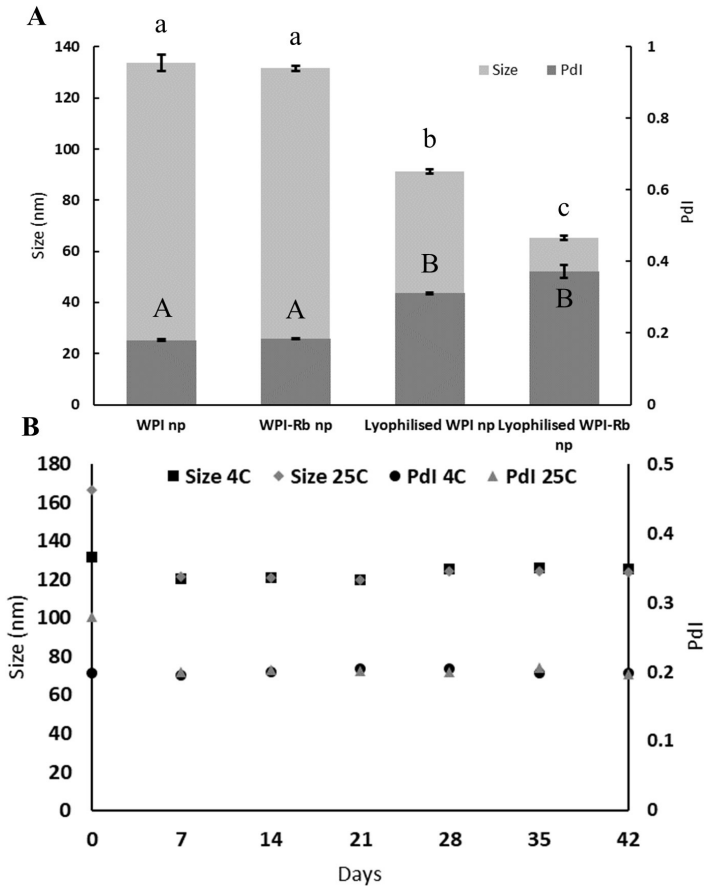 A
a a
140 1
Size PdI
120
b
0.8
100
0.6
80
c
Size (nm)
PdI
60
B
0.4
40
A A B
0.2
20
0 0
WPI np WPI-Rb np Lyophilised WPI np Lyophilised WPI-Rb np
B
180 0.5
Size 4C Size 25C PdI 4C PdI 25C
160
140 0.4
120
100 0.3
Size (nm)
PdI
80
0.2
60
40 0.1
20
0 0
0 7 14 21 28 35 42
Days